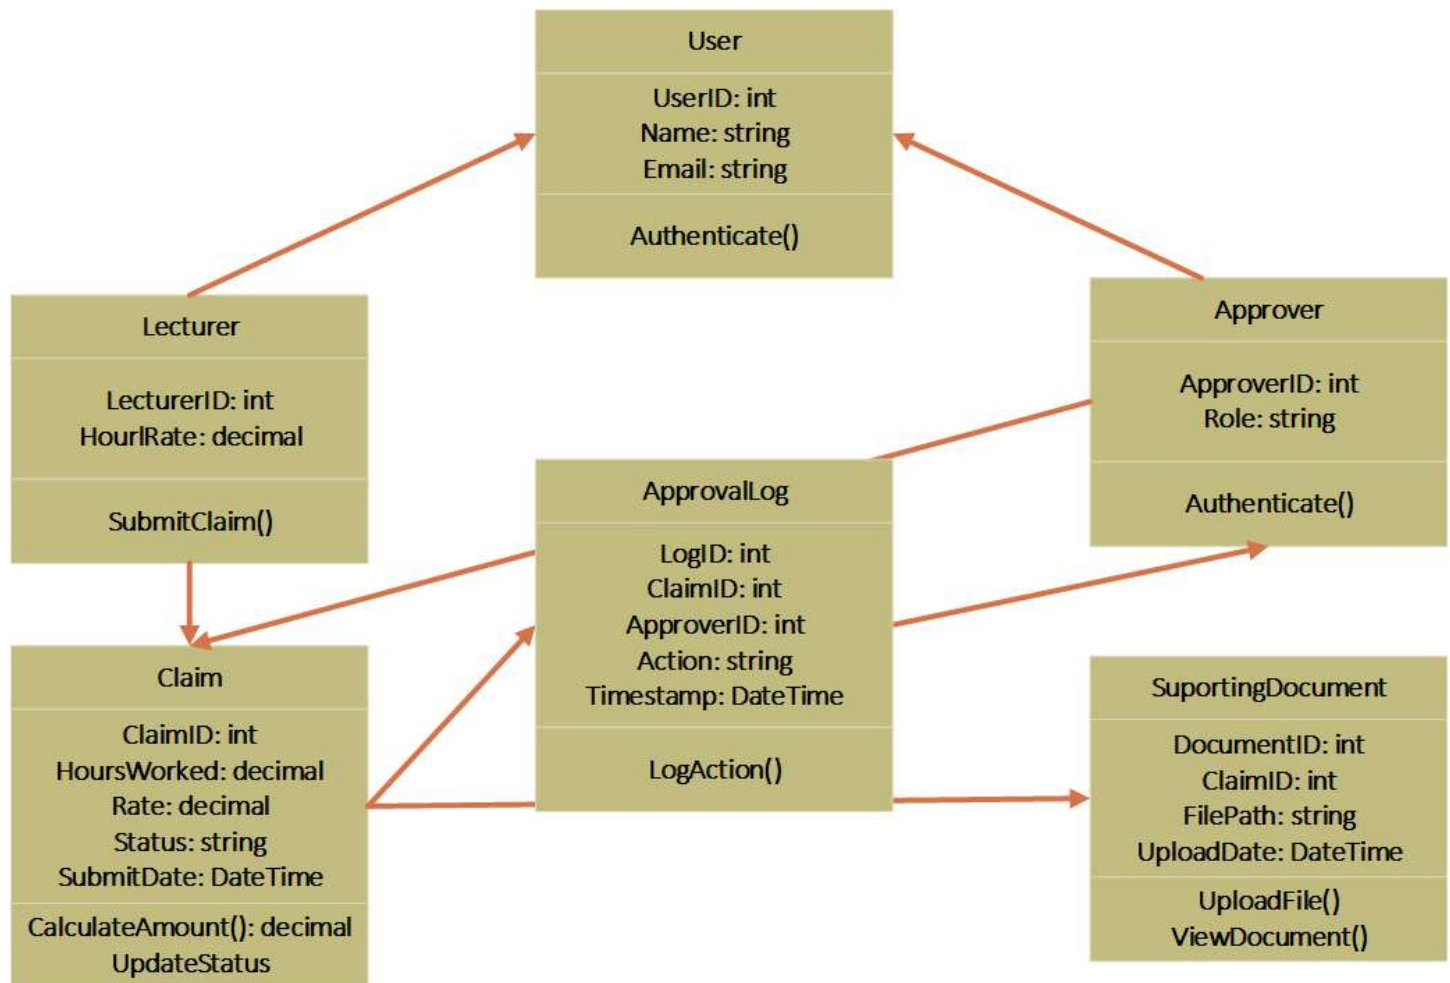 User
UserID: int
Name: string
Email: string
Authenticate()
Lecturer
LecturerID: int
HourlRate: decimal
SubmitClaim()
Approver
ApproverID: int
Role: string
Authenticate()
ApprovalLog
LogID: int
ClaimID: int
ApproverID: int
Action: string
Timestamp: DateTime
LogAction()
Claim
ClaimID: int
HoursWorked: decimal
Rate: decimal
Status: string
SubmitDate: DateTime
CalculateAmount(): decimal
UpdateStatus
SuportingDocument
DocumentID: int
ClaimID: int
FilePath: string
UploadDate: DateTime
UploadFile()
ViewDocument()